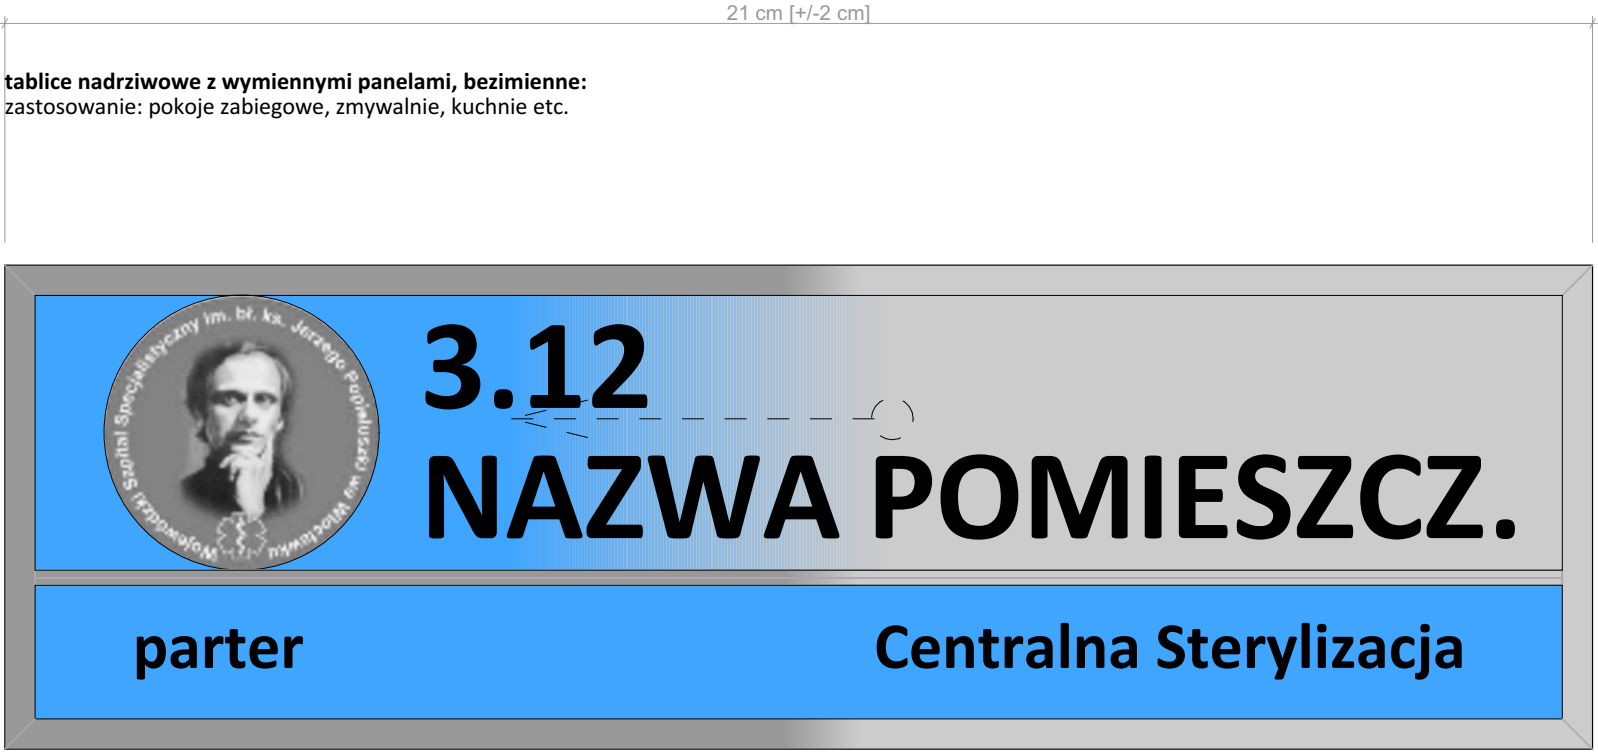 21 cm [+/-2 cm]
tablice nadrziwowe z wymiennymi panelami, bezimienne:
zastosowanie: pokoje zabiegowe, zmywalnie, kuchnie etc.
Wojewódzki Szpital Specjalistyczny im. bł. ks. Jerzego Popiełuszki we Włocławku
3.12
NAZWA POMIESZCZ.
parter
Centralna Sterylizacja